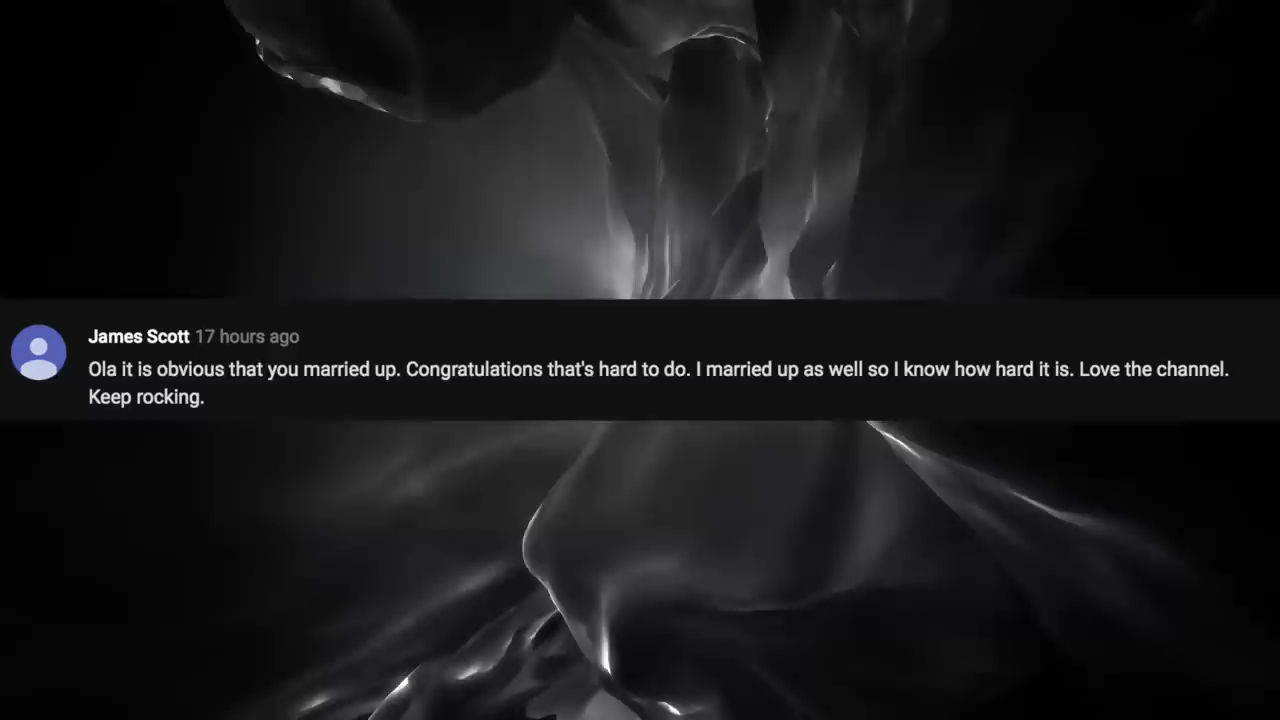 James Scott 17 hours ago
Ola it is obvious that you married up. Congratulations that's hard to do. I married up as well so I know how hard it is. Love the channel.
Keep rocking.